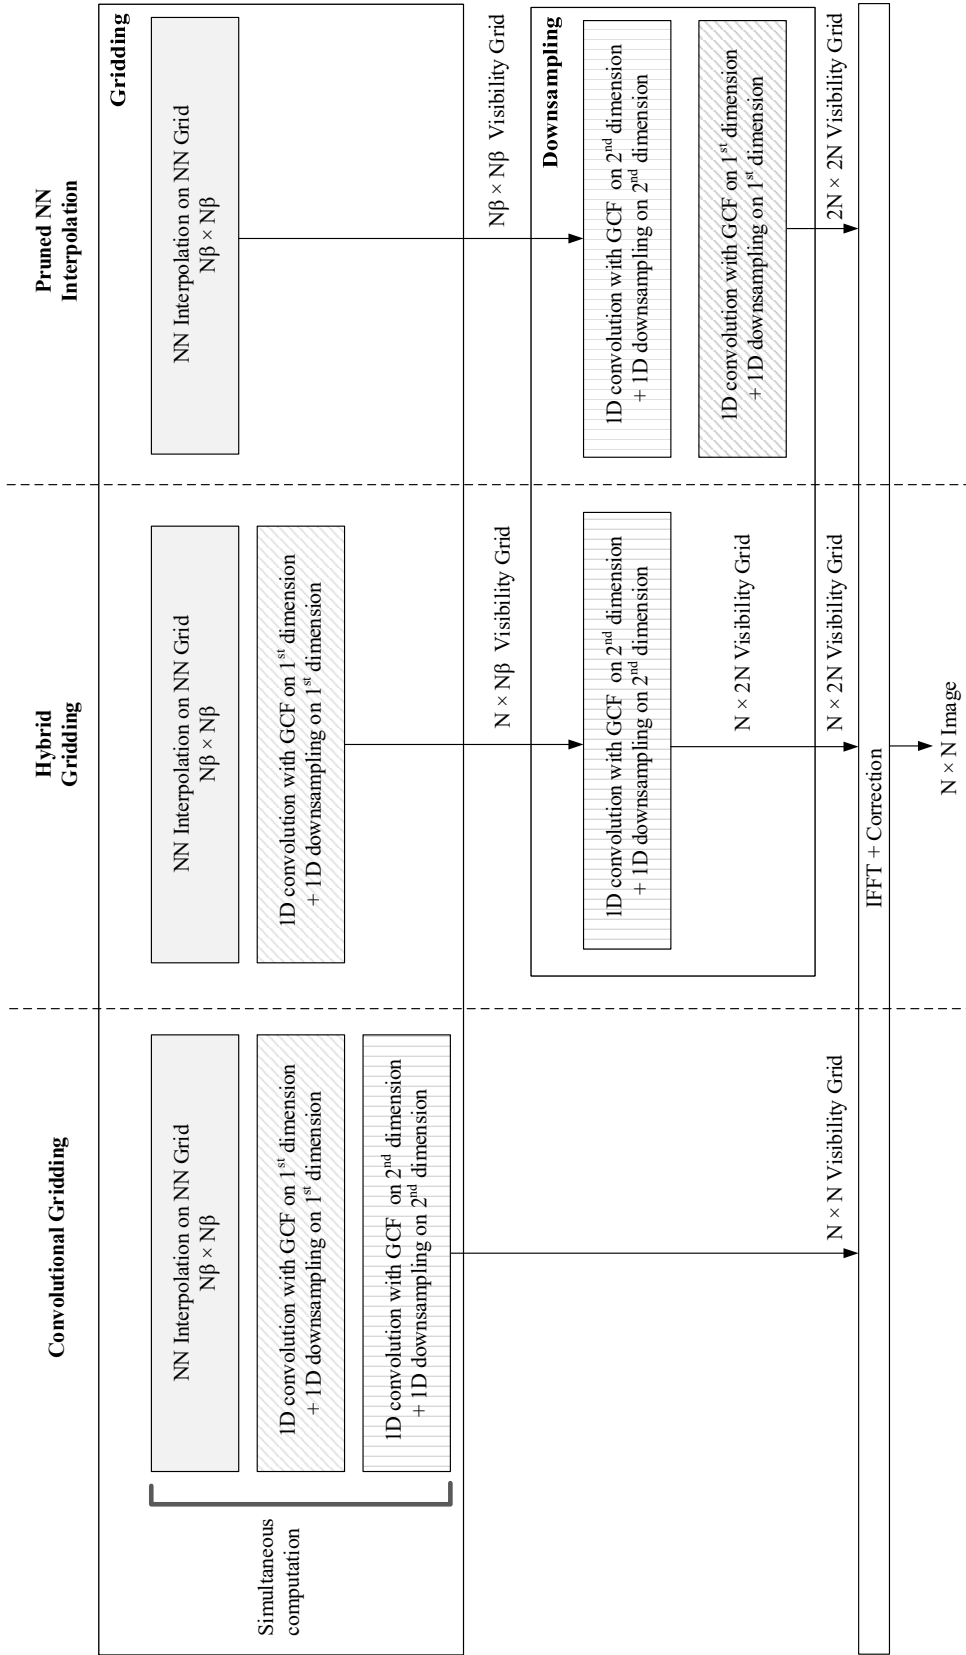 Convolutional Gridding
Hybrid
Gridding
Pruned NN
Interpolation
Gridding
Simultaneous
computation
NN Interpolation on NN Grid
Nβ × Nβ
1D convolution with GCF on 1st dimension
+ 1D downsampling on 1st dimension
1D convolution with GCF on 2nd dimension
+ 1D downsampling on 2nd dimension
NN Interpolation on NN Grid
Nβ × Nβ
1D convolution with GCF on 1st dimension
+ 1D downsampling on 1st dimension
NN Interpolation on NN Grid
Nβ × Nβ
N × Nβ Visibility Grid
Nβ × Nβ Visibility Grid
Downsampling
1D convolution with GCF on 2nd dimension
+ 1D downsampling on 2nd dimension
N × 2N Visibility Grid
1D convolution with GCF on 2nd dimension
+ 1D downsampling on 2nd dimension
1D convolution with GCF on 1st dimension
+ 1D downsampling on 1st dimension
N × N Visibility Grid
N × 2N Visibility Grid
2N × 2N Visibility Grid
IFFT + Correction
N × N Image